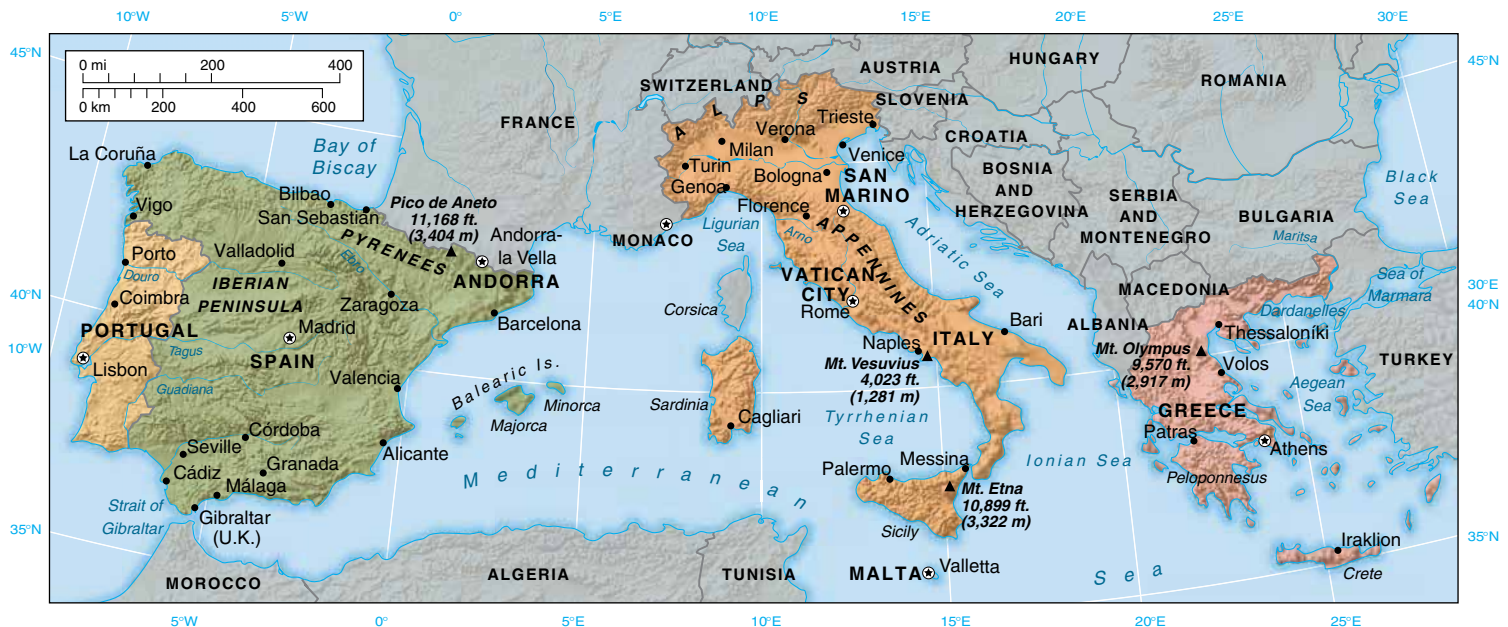 10°W 5°W 0° 5°E 10°E 15°E 20°E 25°E 30°E
45°N
0 mi 200 400
0 km 200 400 600
45°N
FRANCE
SWITZERLAND
AUSTRIA
HUNGARY
ROMANIA
SLOVENIA
CROATIA
BOSNIA
AND
HERZEGOVINA
SERBIA
AND
MONTENEGRO
BULGARIA
Maritsa
Black
Sea
MACEDONIA
ALBANIA
TURKEY
Sea of
Marmara
Dardanelles
30°E
40°N
40°N
10°W
35°N
35°N
Bay of
Biscay
La Coruña
Vigo
Bilbao
San Sebastián
Pico de Aneto
11,168 ft.
(3,404 m)
PYRENEES
Andorra-
la Vella
ANDORRA
Porto
Douro
Valladolid
Ebro
IBERIAN
PENINSULA
Zaragoza
Coimbra
PORTUGAL
Madrid
Barcelona
Lisbon
Tagus
SPAIN
Guadiana
Valencia
Balearic Is.
Minorca
Majorca
Córdoba
Seville
Alicante
Granada
Cádiz
Málaga
Strait of
Gibraltar
Gibraltar
(U.K.)
MOROCCO
ALGERIA
TUNISIA
Mediterranean
Sea
ALPS
Trieste
Verona
Milan
Venice
Turin
Bologna
SAN
MARINO
Genoa
Florence
MONACO
Ligurian
Sea
Arno
APPENNINES
Adriatic Sea
VATICAN
CITY
Rome
Corsica
ITALY
Bari
Naples
Mt. Vesuvius
4,023 ft.
(1,281 m)
Sardinia
Cagliari
Tyrrhenian
Sea
Messina
Palermo
Mt. Etna
10,899 ft.
(3,322 m)
Sicily
MALTA
Valletta
Ionian Sea
Thessaloníki
Mt. Olympus
9,570 ft.
(2,917 m)
Volos
Aegean
Sea
GREECE
Patras
Athens
Peloponnesus
Iraklion
Crete
5°W 0° 5°E 10°E 15°E 20°E 25°E